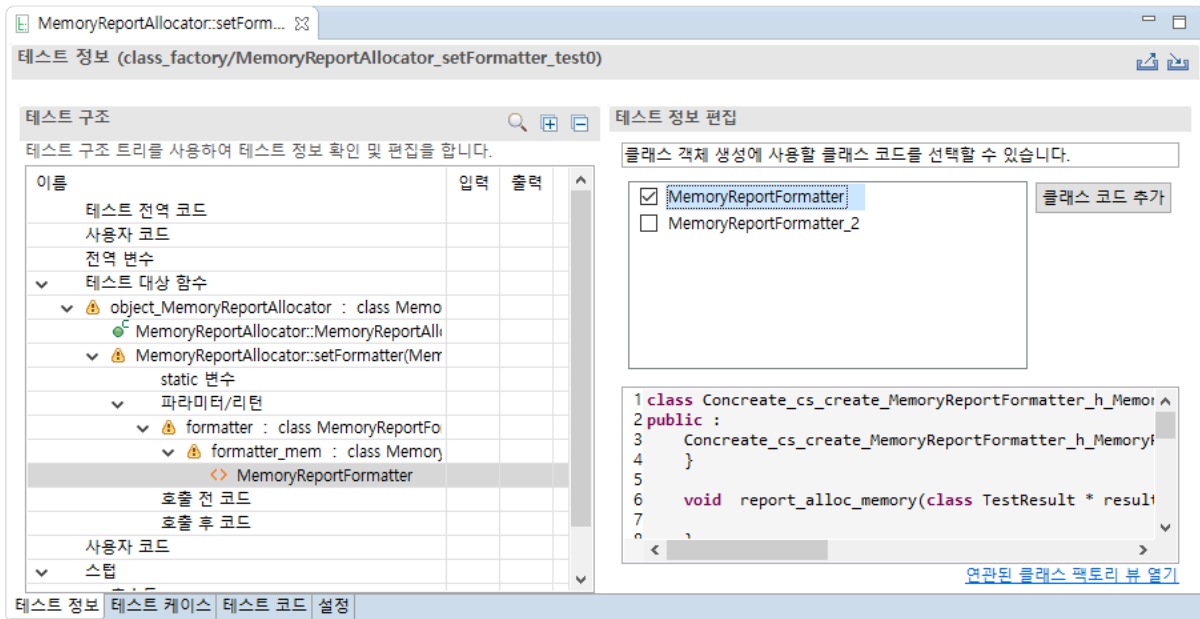 MemoryReportAllocator::setForm...
테스트 정보 (class_factory/MemoryReportAllocator_setFormatter_test0)
테스트 구조
테스트 구조 트리를 사용하여 테스트 정보 확인 및 편집을 합니다.
이름 입력 출력
테스트 전역 코드
사용자 코드
전역 변수
테스트 대상 함수
object_MemoryReportAllocator : class Memo
MemoryReportAllocator::MemoryReportAll
MemoryReportAllocator::setFormatter(Mem
static 변수
파라미터/리턴
formatter : class MemoryReportFo
formatter_mem : class Memory
<> MemoryReportFormatter
호출 전 코드
호출 후 코드
사용자 코드
스텁
테스트 정보 편집
클래스 객체 생성에 사용할 클래스 코드를 선택할 수 있습니다.
MemoryReportFormatter
MemoryReportFormatter_2
클래스 코드 추가
1 class Concreate_cs_create_MemoryReportFormatter_h_Memor
2 public :
3 Concreate_cs_create_MemoryReportFormatter_h_MemoryF
4 }
5
6 void report_alloc_memory(class TestResult * result
7
8 }
연관된 클래스 팩토리 뷰 열기
테스트 정보 테스트 케이스 테스트 코드 설정